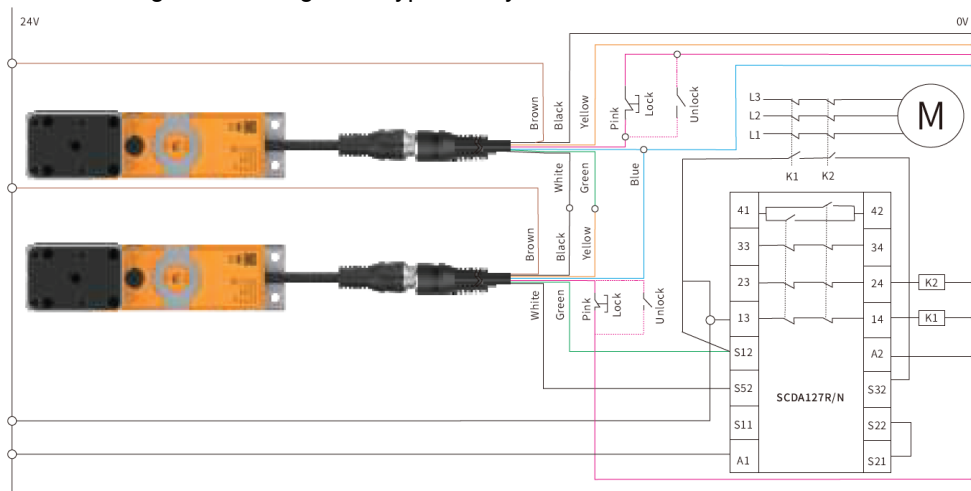 24V
0V
Brown
Black
Yellow
Pink
Lock
Unlock
L3
L2
L1
M
White
Green
Blue
K1
K2
Brown
Black
Yellow
White
Green
Pink
Lock
Unlock
41
42
33
34
23
24
K2
13
14
K1
S12
A2
S52
S32
SCDA127R/N
S11
S22
A1
S21